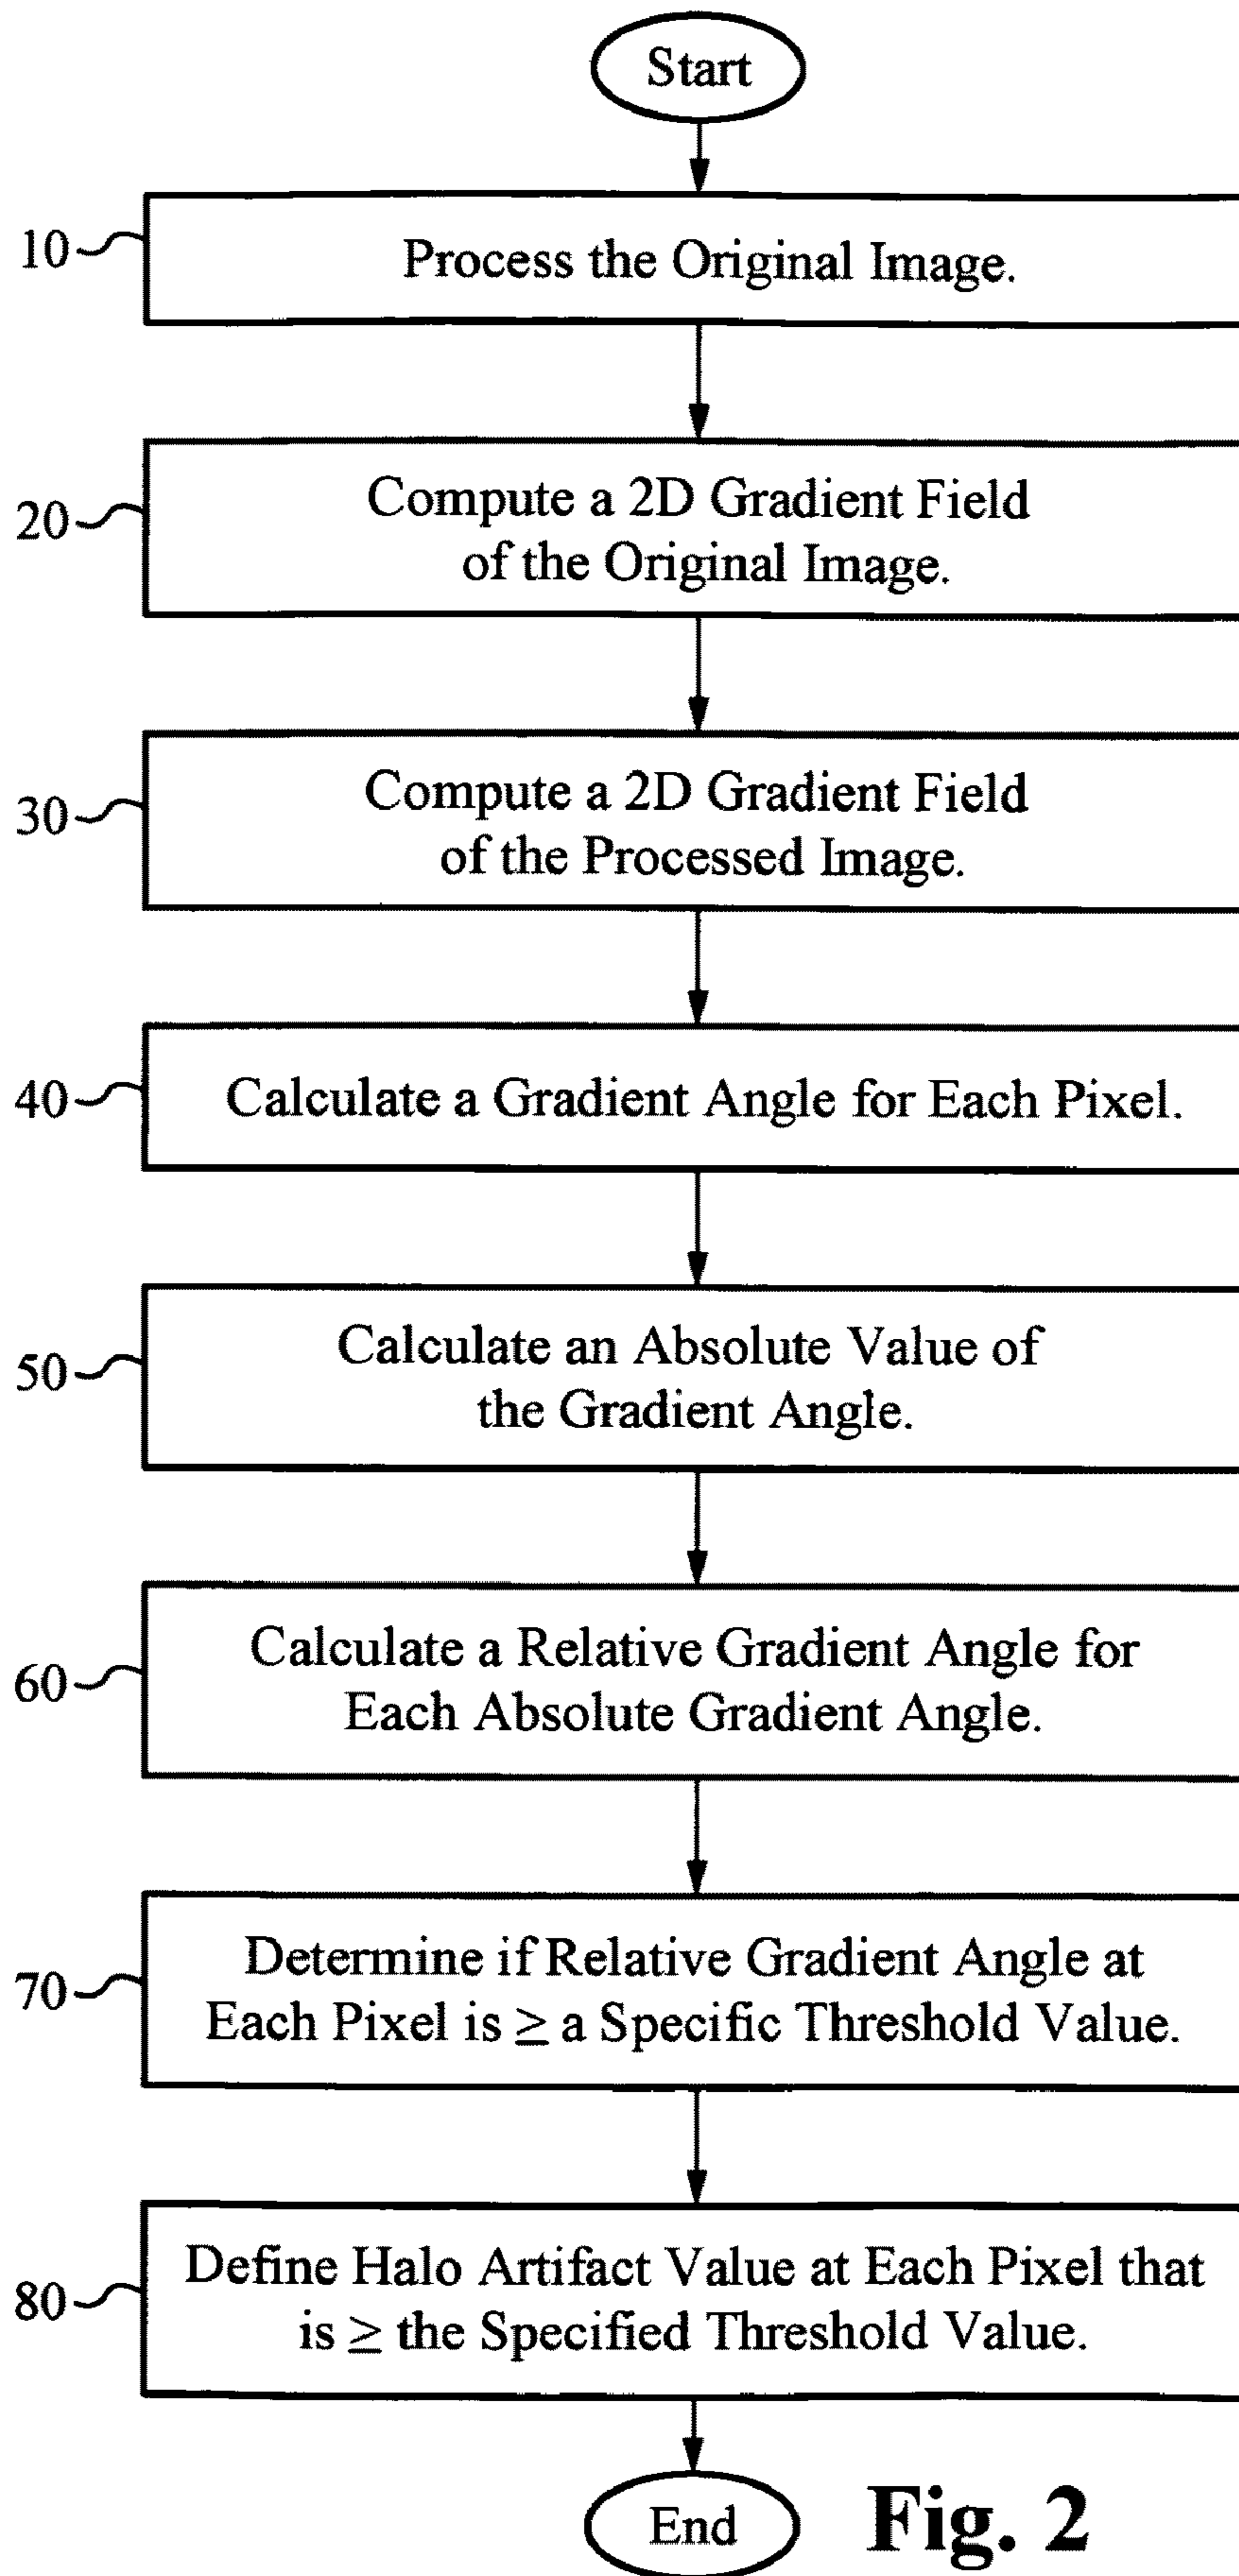 Start
10
Process the Original Image.
20
Compute a 2D Gradient Field
of the Original Image.
30
Compute a 2D Gradient Field
of the Processed Image.
40
Calculate a Gradient Angle for Each Pixel.
50
Calculate an Absolute Value of
the Gradient Angle.
60
Calculate a Relative Gradient Angle for
Each Absolute Gradient Angle.
70
Determine if Relative Gradient Angle at
Each Pixel is ≥ a Specific Threshold Value.
80
Define Halo Artifact Value at Each Pixel that
is ≥ the Specified Threshold Value.
End
Fig. 2